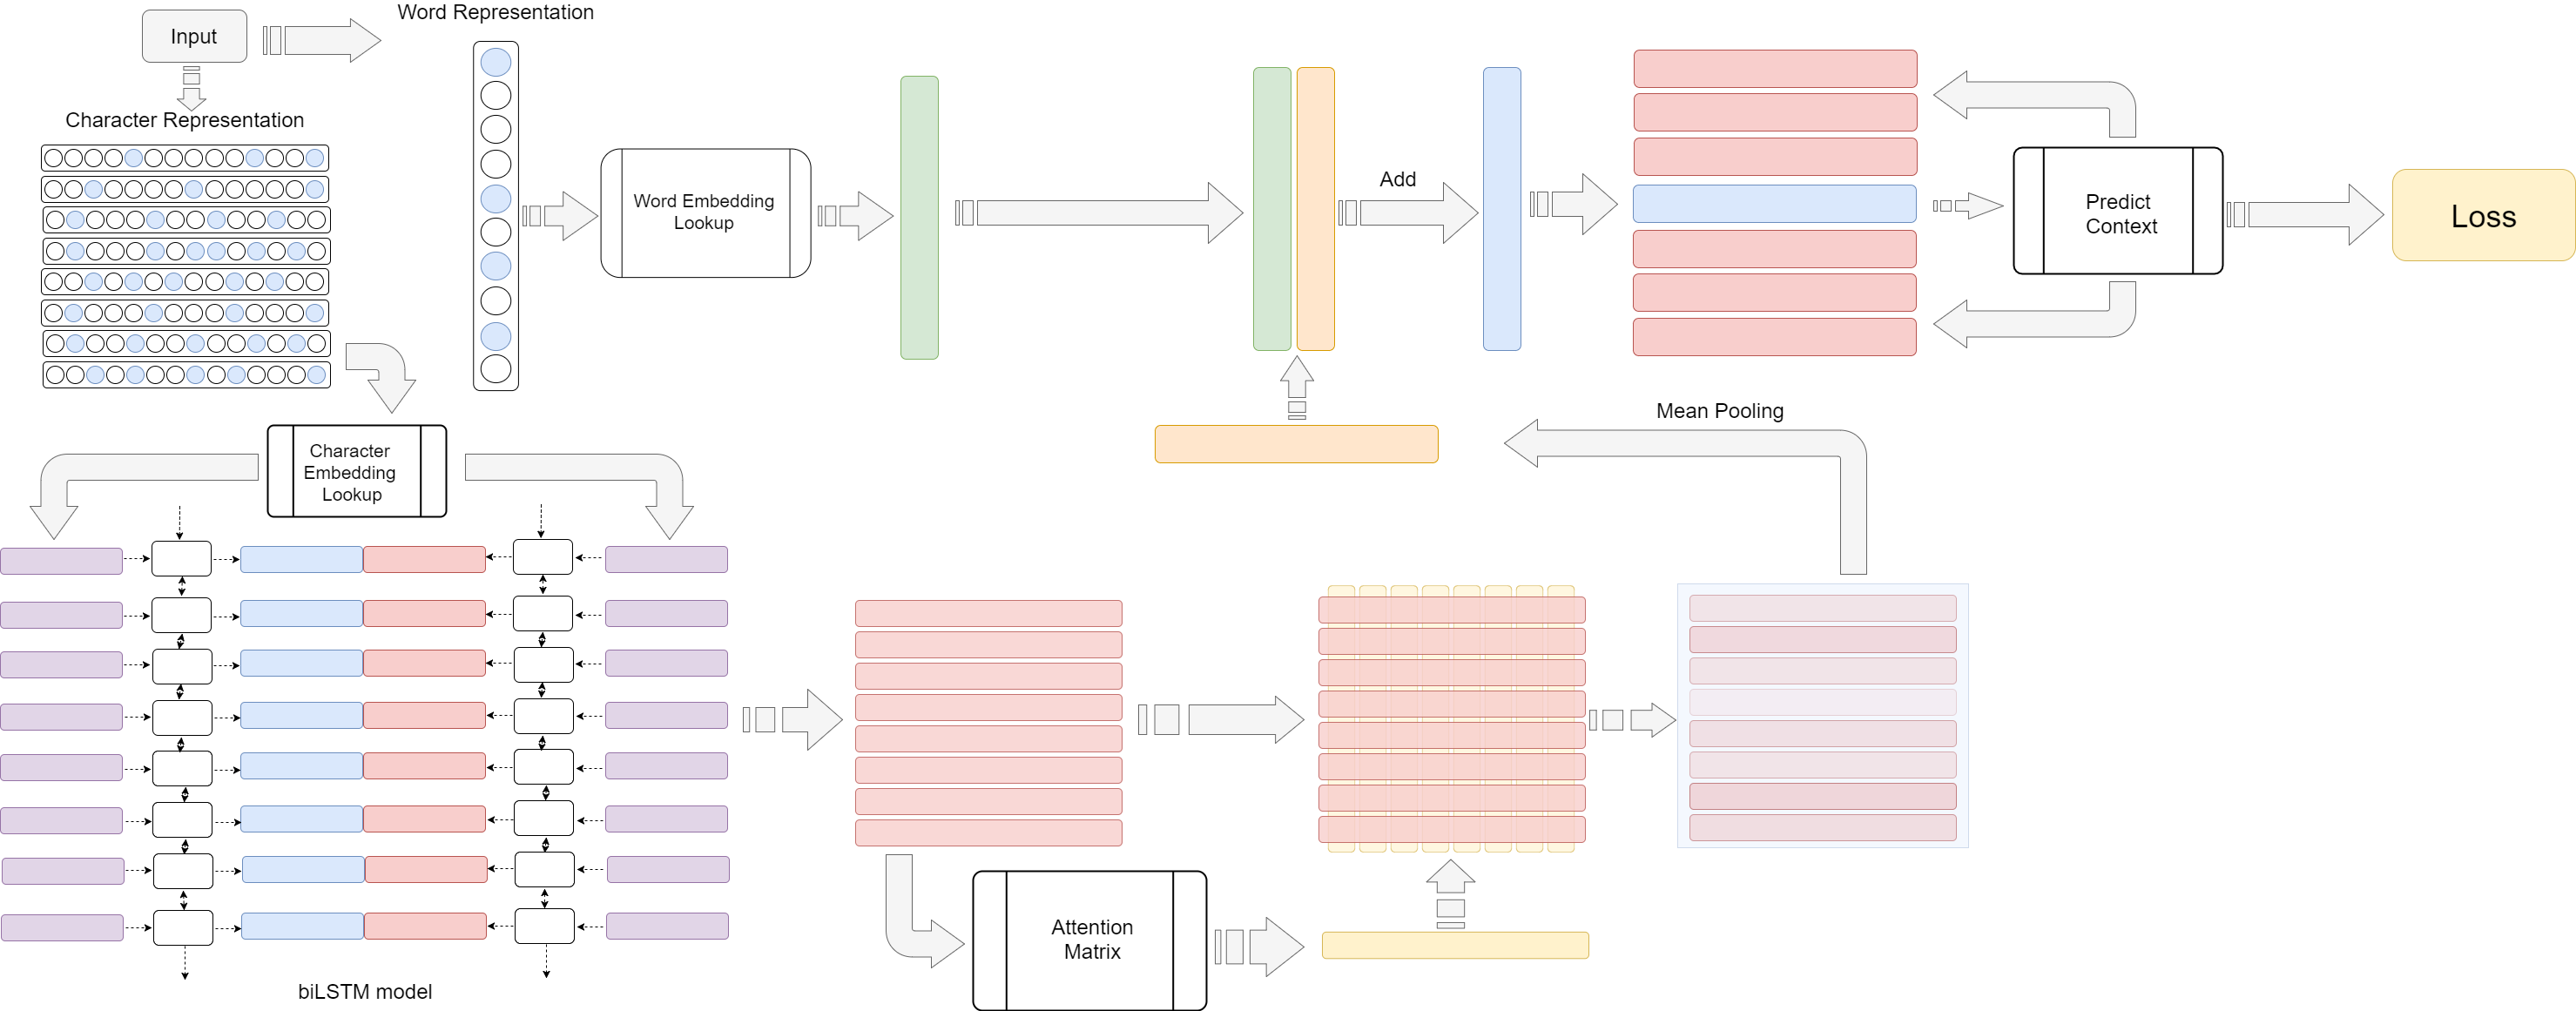 Input
Word Representation
Character Representation
Word Embedding
Lookup
Add
Predict
Context
Loss
Mean Pooling
Character
Embedding
Lookup
Attention
Matrix
biLSTM model